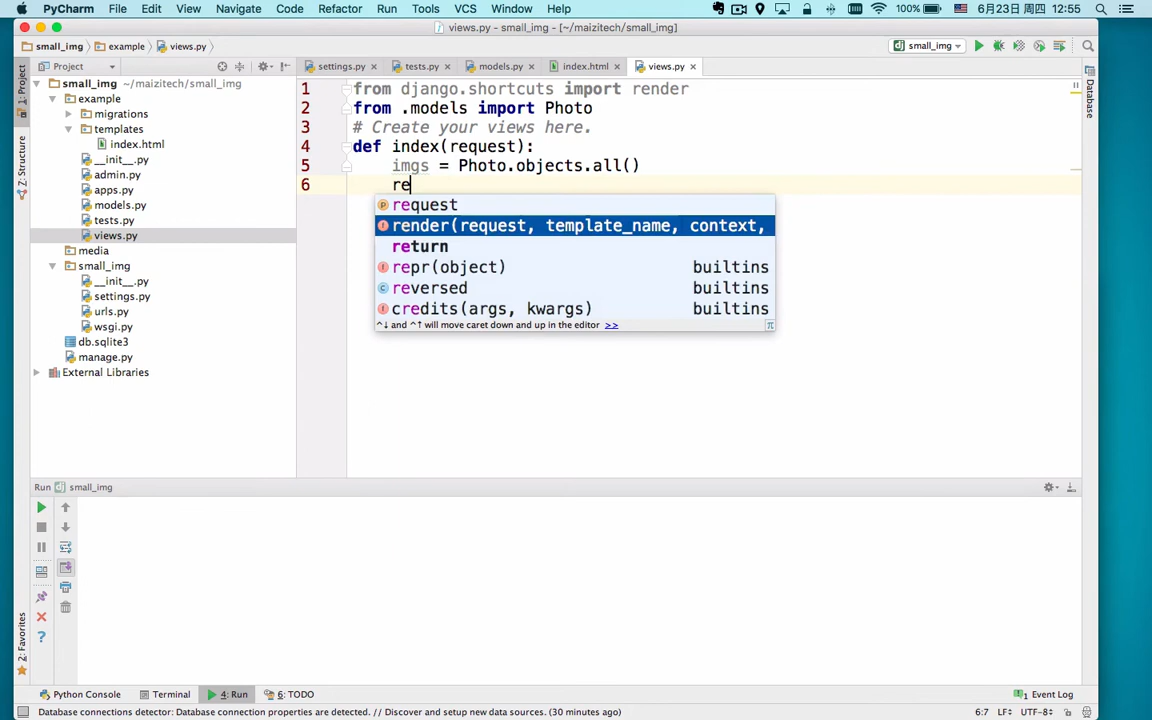 PyCharm File Edit View Navigate Code Refactor Run Tools VCS Window Help 100% 6月23日 周四 12:55
views.py - small_img - [~/maizitech/small_img]
small_img example views.py small_img
Project settings.py tests.py models.py index.html views.py
1: Project
Z: Structure
2: Favorites
Database
small_img ~/maizitech/small_img
example
migrations
templates
index.html
__init__.py
admin.py
apps.py
models.py
tests.py
views.py
media
small_img
__init__.py
settings.py
urls.py
wsgi.py
db.sqlite3
manage.py
External Libraries
1 from django.shortcuts import render
2 from .models import Photo
3 # Create your views here.
4 def index(request):
5 imgs = Photo.objects.all()
6 re
request
render(request, template_name, context,
return
repr(object) builtins
reversed builtins
credits(args, kwargs) builtins
^↓ and ^↑ will move caret down and up in the editor >>
π
Run small_img
Python Console Terminal 4: Run 6: TODO 1 Event Log
Database connections detector: Database connection properties are detected. // Discover and setup new data sources. (30 minutes ago) 6:7 LF÷ UTF-8÷